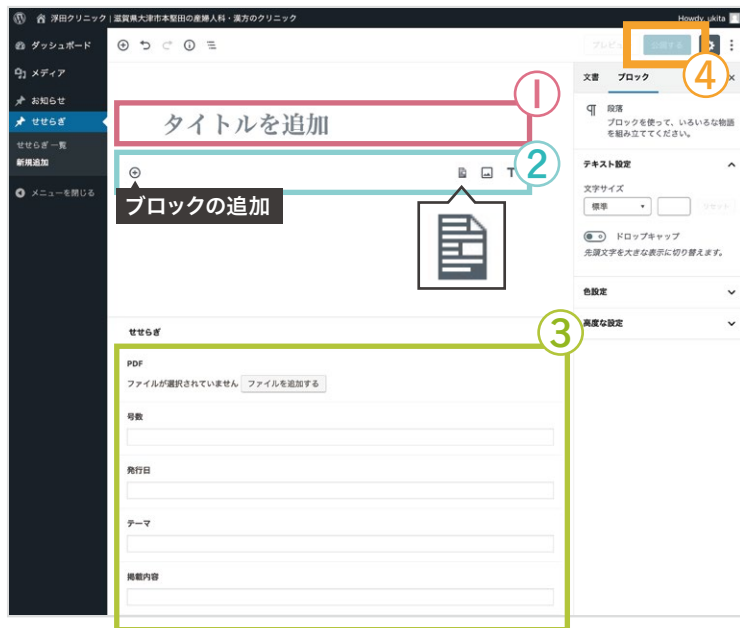 浮田クリニック | 滋賀県大津市本堅田の産婦人科・漢方のクリニック
Howdy, ukita
ダッシュボード
メディア
お知らせ
せせらぎ
せせらぎ一覧
新規追加
メニューを閉じる
公開する
④
文書 ブロック
段落
ブロックを使って、いろいろな物語
を組み立ててください。
テキスト設定
文字サイズ
標準
リセット
ドロップキャップ
先頭文字を大きな表示に切り替えます。
色設定
高度な設定
①
タイトルを追加
②
ブロックの追加
せせらぎ
③
PDF
ファイルが選択されていません ファイルを追加する
号数
発行日
テーマ
掲載内容